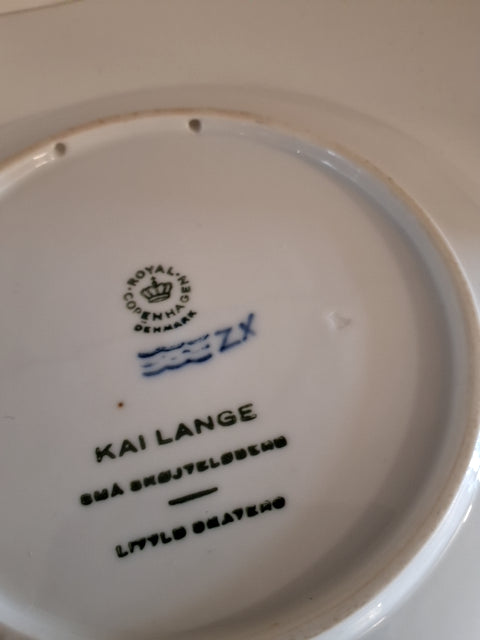 ROYAL COPENHAGEN
DENMARK
ZX
KAI LANGE
SMÅ SKØJTELØBERE
LITTLE SKATERS